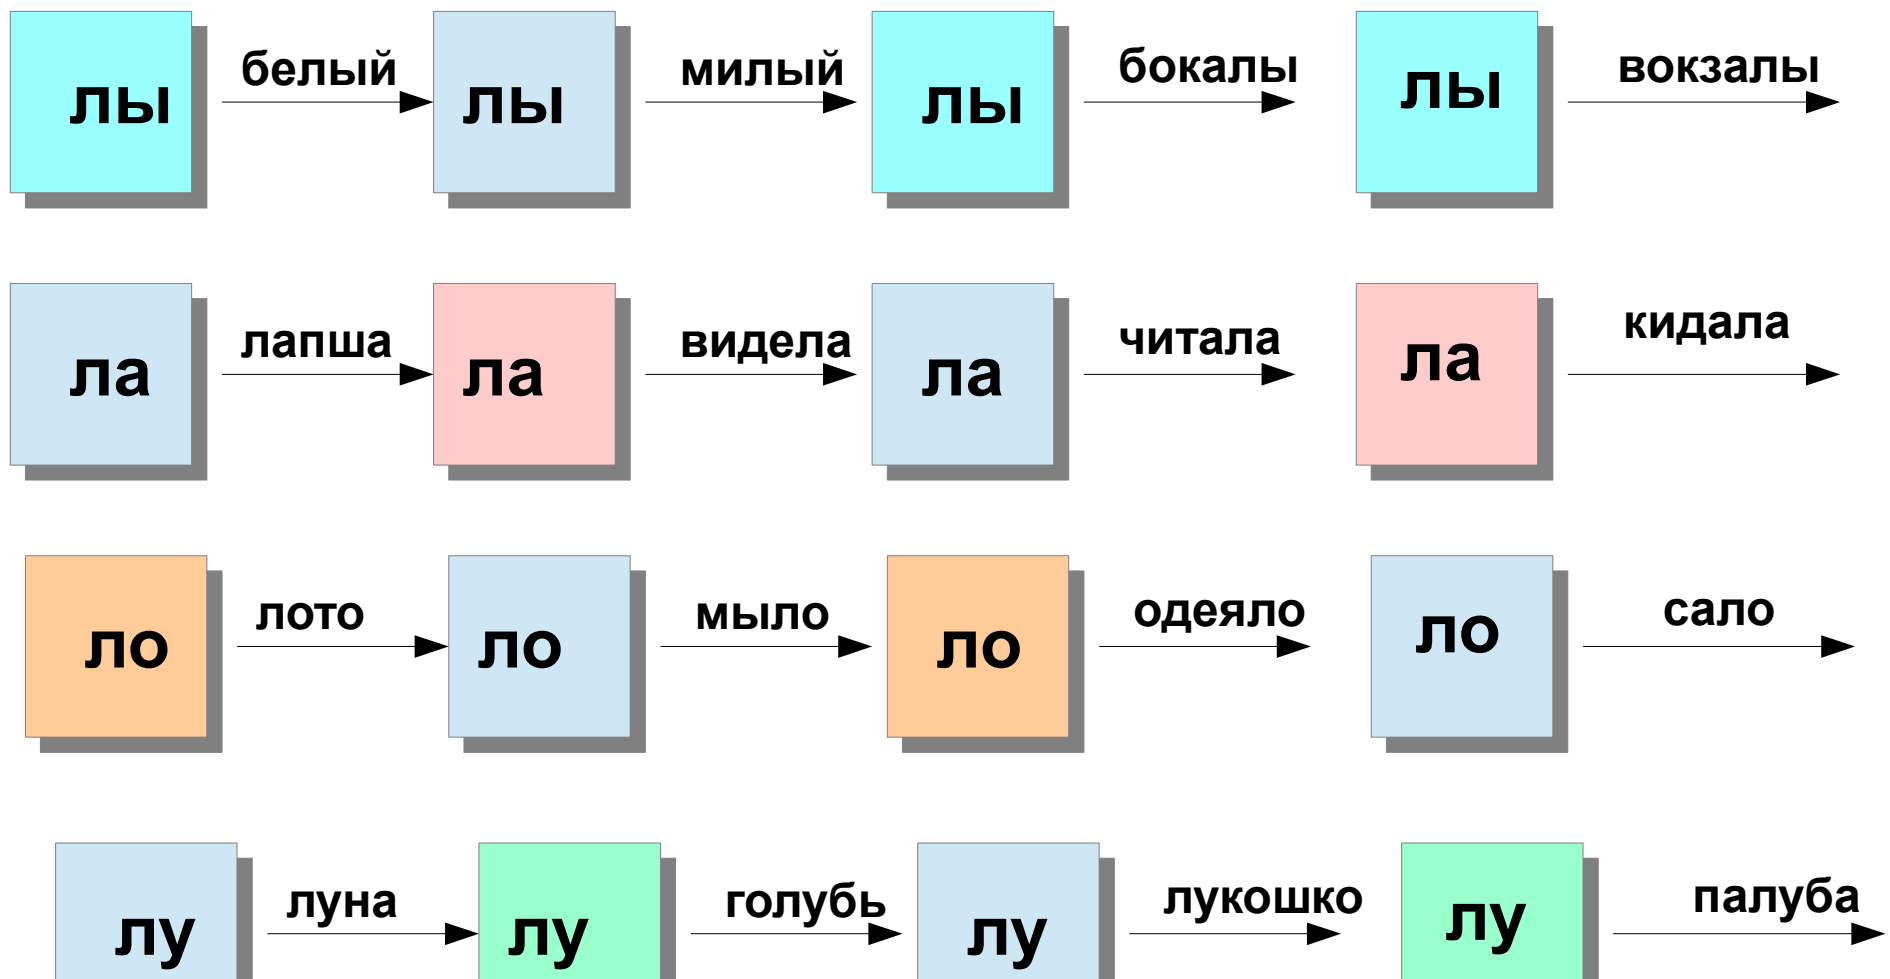 лы белый лы милый лы бокалы лы вокзалы
ла лапша ла видела ла читала ла кидала
ло лото ло мыло ло одеяло ло сало
лу луна лу голубь лу лукошко лу палуба